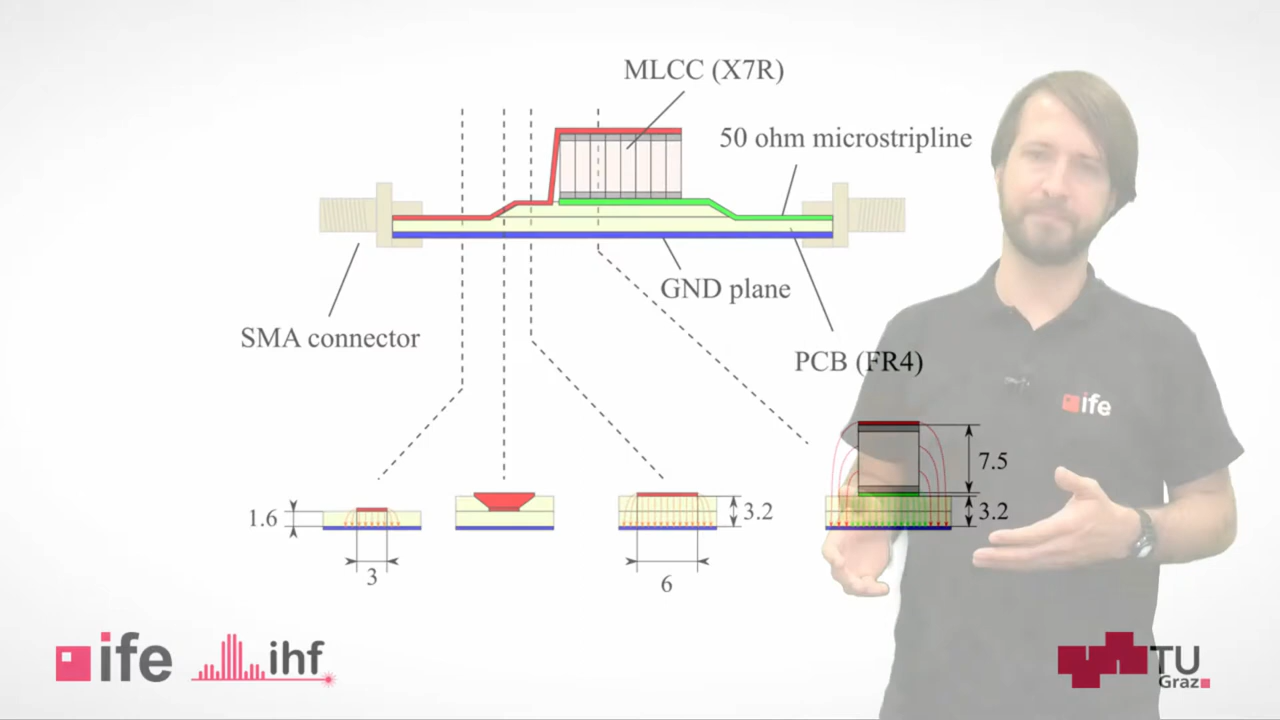 MLCC (X7R)
50 ohm microstripline
GND plane
SMA connector
PCB (FR4)
ife
7.5
1.6
3.2
3.2
3
6
ife
ihf
TU
Graz